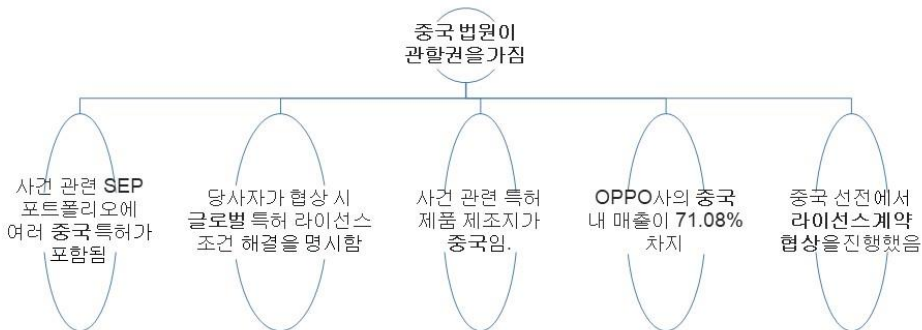 중국 법원이
관할권을 가짐
사건 관련 SEP
포트폴리오에
여러 중국 특허가
포함됨
당사자가 협상 시
글로벌 특허 라이선스
조건 해결을 명시함
사건 관련 특허
제품 제조지가
중국임.
OPPO사의 중국
내 매출이 71.08%
차지
중국 선전에서
라이선스계약
협상을 진행했음